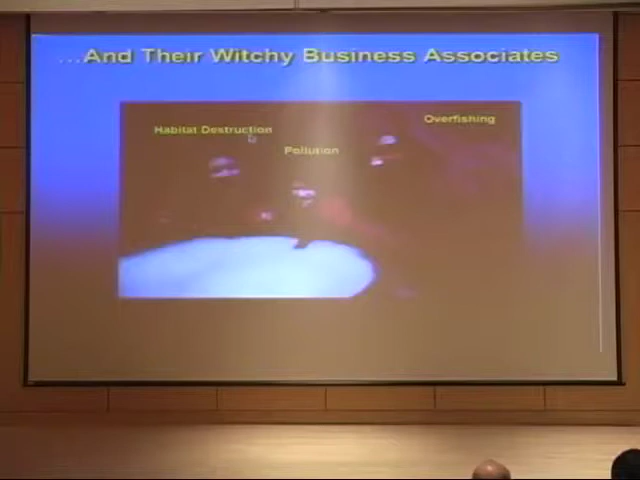 ...And Their Witchy Business Associates
Overfishing
Habitat Destruction
Pollution